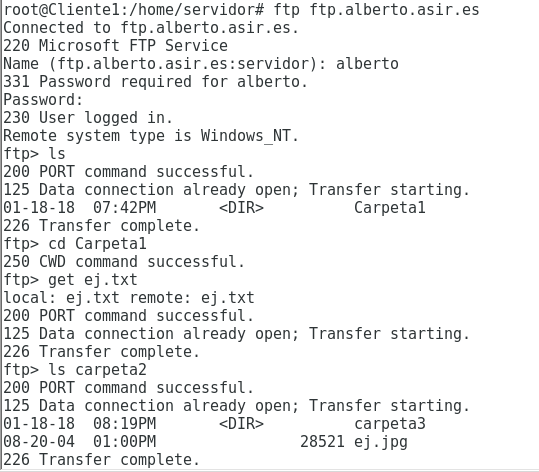 root@Cliente1:/home/servidor# ftp ftp.alberto.asir.es
Connected to ftp.alberto.asir.es.
220 Microsoft FTP Service
Name (ftp.alberto.asir.es:servidor): alberto
331 Password required for alberto.
Password:
230 User logged in.
Remote system type is Windows_NT.
ftp> ls
200 PORT command successful.
125 Data connection already open; Transfer starting.
01-18-18  07:42PM       <DIR>          Carpeta1
226 Transfer complete.
ftp> cd Carpeta1
250 CWD command successful.
ftp> get ej.txt
local: ej.txt remote: ej.txt
200 PORT command successful.
125 Data connection already open; Transfer starting.
226 Transfer complete.
ftp> ls carpeta2
200 PORT command successful.
125 Data connection already open; Transfer starting.
01-18-18  08:19PM       <DIR>          carpeta3
08-20-04  01:00PM                28521 ej.jpg
226 Transfer complete.